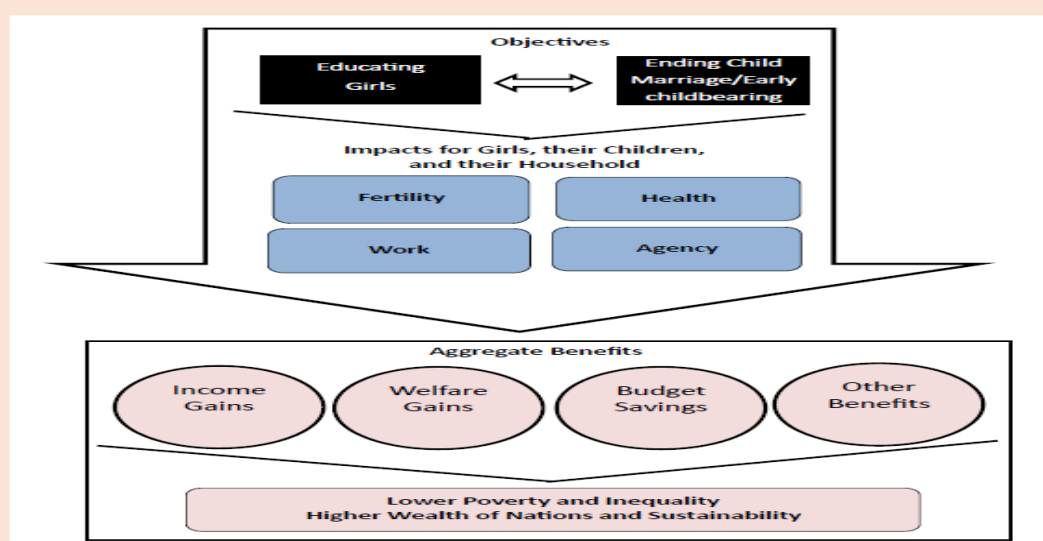 Objectives
Educating
Girls
Ending Child
Marriage/Early
childbearing
Impacts for Girls, their Children,
and their Household
Fertility
Health
Work
Agency
Aggregate Benefits
Income
Gains
Welfare
Gains
Budget
Savings
Other
Benefits
Lower Poverty and Inequality
Higher Wealth of Nations and Sustainability